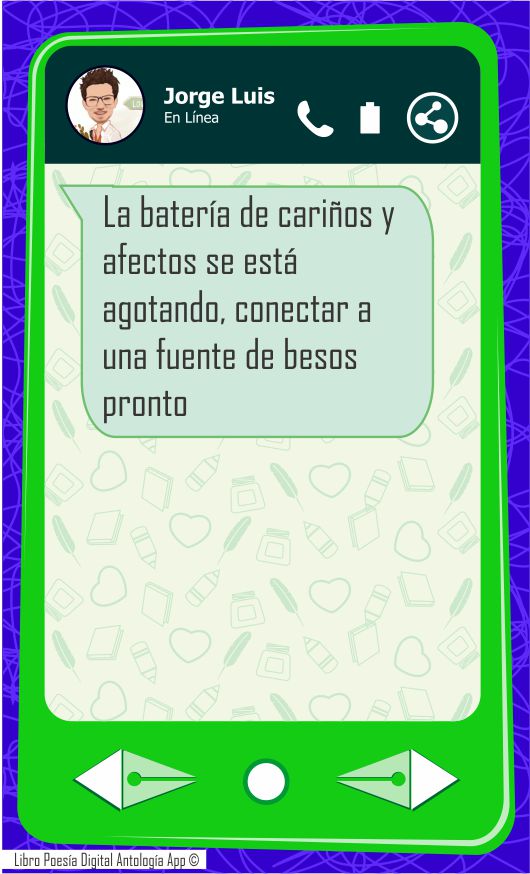 Jorge Luis
En Línea
La batería de cariños y
afectos se está
agotando, conectar a
una fuente de besos
pronto
Libro Poesía Digital Antología App ©